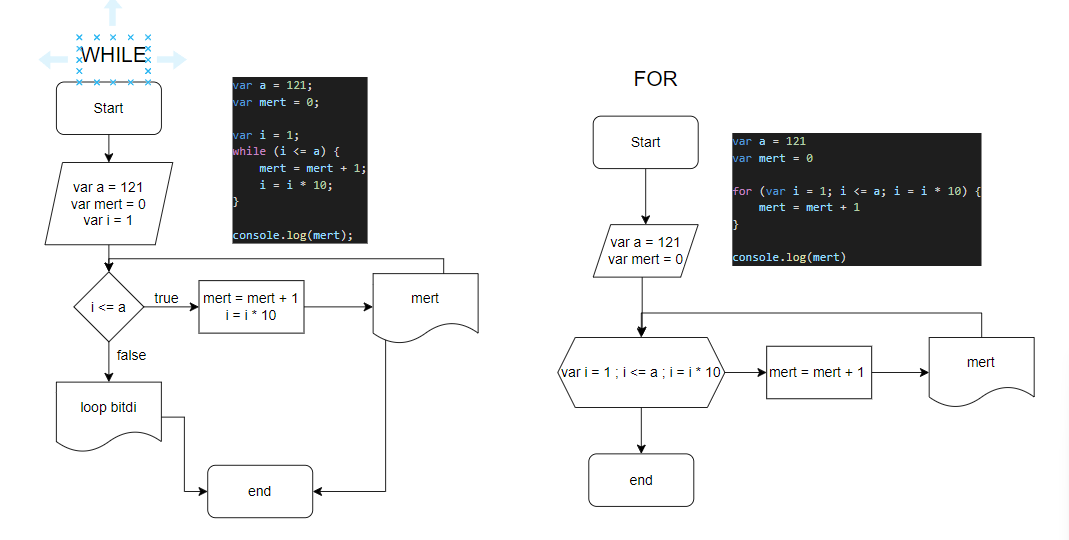 WHILE
Start
var a = 121
var mert = 0
var i = 1
i <= a
true
mert = mert + 1
i = i * 10
mert
false
loop bitdi
end
var a = 121;
var mert = 0;
var i = 1;
while (i <= a) {
mert = mert + 1;
i = i * 10;
}
console.log(mert);
FOR
Start
var a = 121
var mert = 0
var i = 1 ; i <= a ; i = i * 10
mert = mert + 1
mert
end
var a = 121
var mert = 0
for (var i = 1; i <= a; i = i * 10) {
mert = mert + 1
}
console.log(mert)